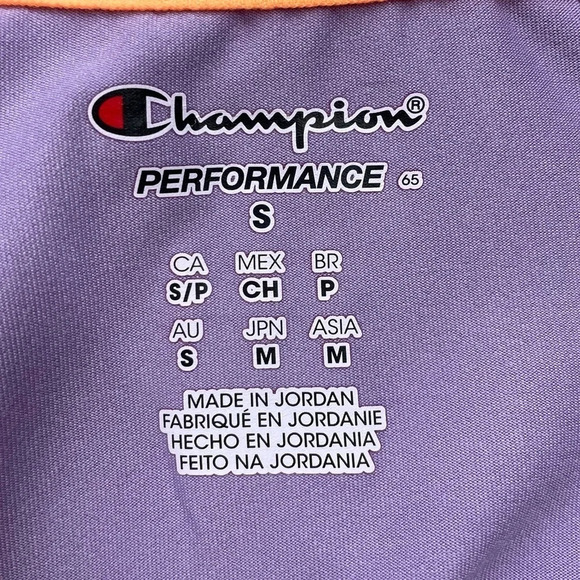 Champion®
PERFORMANCE 65
S
CA MEX BR
S/P CH P
AU JPN ASIA
S M M
MADE IN JORDAN
FABRIQUÉ EN JORDANIE
HECHO EN JORDANIA
FEITO NA JORDANIA